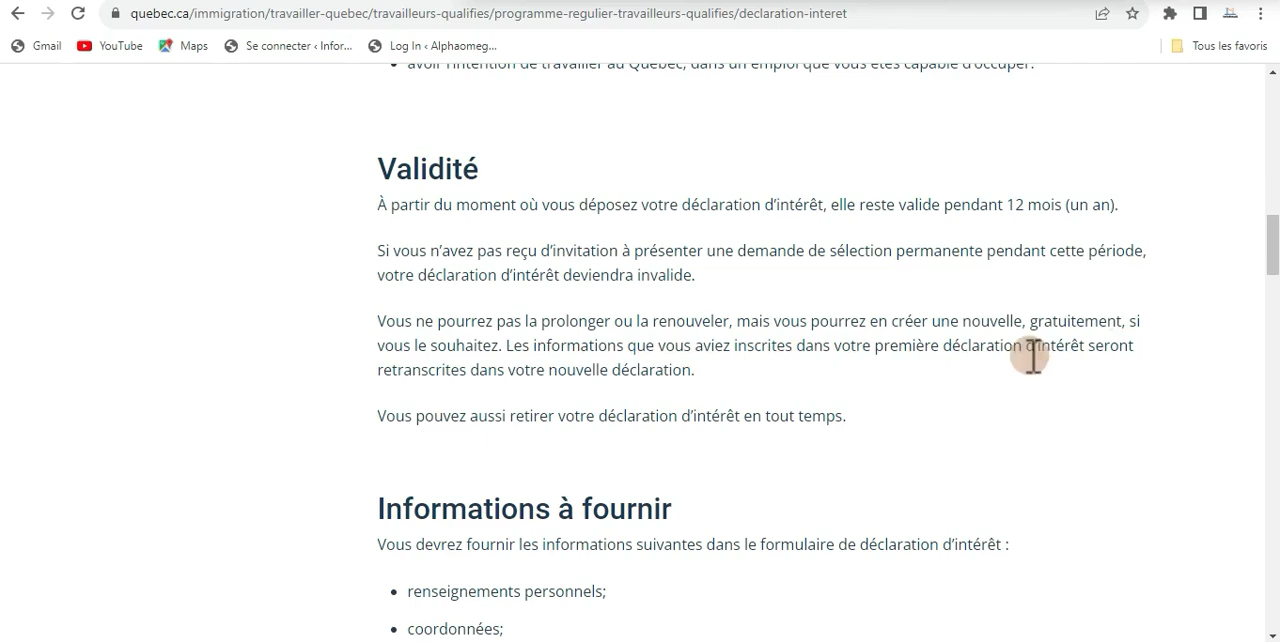 quebec.ca/immigration/travailler-quebec/travailleurs-qualifies/programme-regulier-travailleurs-qualifies/declaration-interet
Gmail YouTube Maps Se connecter ‹ Infor... Log In ‹ Alphaomeg... Tous les favoris
avoir l'intention de travailler au Québec, dans un emploi que vous êtes capable d'occuper.
Validité
À partir du moment où vous déposez votre déclaration d'intérêt, elle reste valide pendant 12 mois (un an).
Si vous n'avez pas reçu d'invitation à présenter une demande de sélection permanente pendant cette période,
votre déclaration d'intérêt deviendra invalide.
Vous ne pourrez pas la prolonger ou la renouveler, mais vous pourrez en créer une nouvelle, gratuitement, si
vous le souhaitez. Les informations que vous aviez inscrites dans votre première déclaration d'intérêt seront
retranscrites dans votre nouvelle déclaration.
Vous pouvez aussi retirer votre déclaration d'intérêt en tout temps.
Informations à fournir
Vous devrez fournir les informations suivantes dans le formulaire de déclaration d'intérêt :
• renseignements personnels;
• coordonnées;